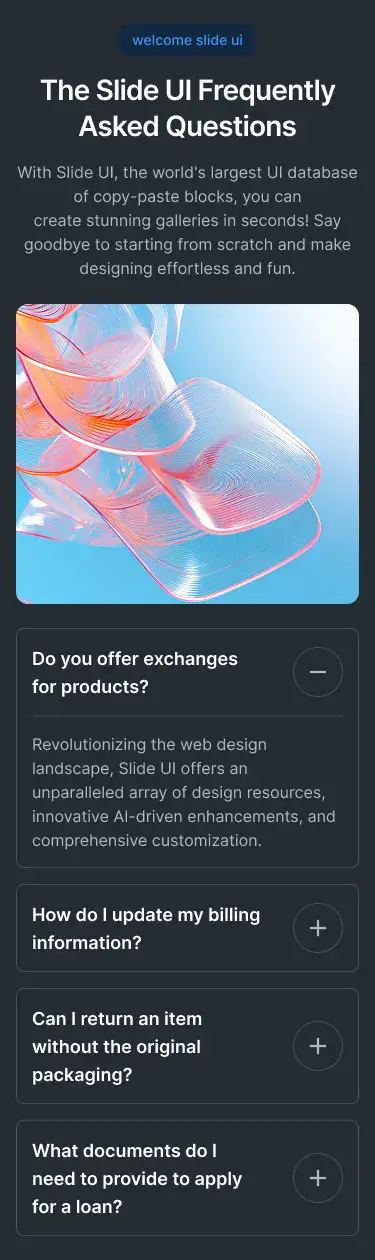 welcome slide ui
The Slide UI Frequently
Asked Questions
With Slide UI, the world's largest UI database
of copy-paste blocks, you can
create stunning galleries in seconds! Say
goodbye to starting from scratch and make
designing effortless and fun.
Do you offer exchanges
for products?
Revolutionizing the web design
landscape, Slide UI offers an
unparalleled array of design resources,
innovative AI-driven enhancements, and
comprehensive customization.
How do I update my billing
information?
Can I return an item
without the original
packaging?
What documents do I
need to provide to apply
for a loan?